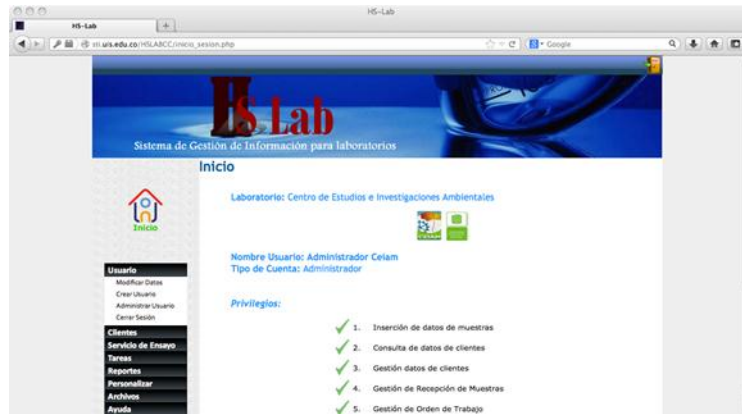 HS-Lab
HS-Lab
uis.edu.co/HSLABCC/inicio_sesion.php
Google
HS-Lab
Sistema de Gestión de Información para laboratorios
Inicio
Laboratorio: Centro de Estudios e Investigaciones Ambientales
Inicio
Nombre Usuario: Administrador Ceiam
Tipo de Cuenta: Administrador
Usuario
Modificar Datos
Crear Usuario
Administrar Usuario
Cerrar Sesión
Clientes
Servicio de Ensayo
Tareas
Reportes
Personalizar
Archivos
Ayuda
Privilegios:
1. Inserción de datos de muestras
2. Consulta de datos de clientes
3. Gestión datos de clientes
4. Gestión de Recepción de Muestras
5. Gestión de Orden de Trabajo